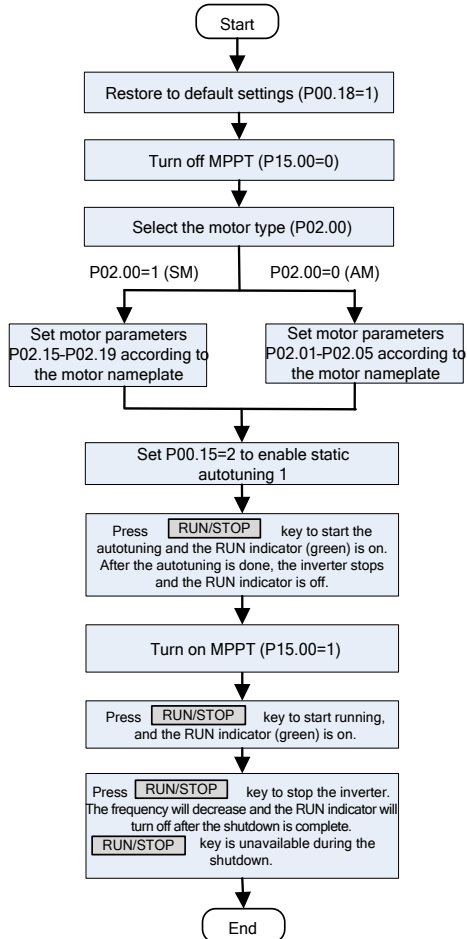 Start
Restore to default settings (P00.18=1)
Turn off MPPT (P15.00=0)
Select the motor type (P02.00)
P02.00=1 (SM)
P02.00=0 (AM)
Set motor parameters
P02.15-P02.19 according to
the motor nameplate
Set motor parameters
P02.01-P02.05 according to
the motor nameplate
Set P00.15=2 to enable static
autotuning 1
Press RUN/STOP key to start the
autotuning and the RUN indicator (green) is on.
After the autotuning is done, the inverter stops
and the RUN indicator is off.
Turn on MPPT (P15.00=1)
Press RUN/STOP key to start running,
and the RUN indicator (green) is on.
Press RUN/STOP key to stop the inverter.
The frequency will decrease and the RUN indicator will
turn off after the shutdown is complete.
RUN/STOP key is unavailable during the
shutdown.
End